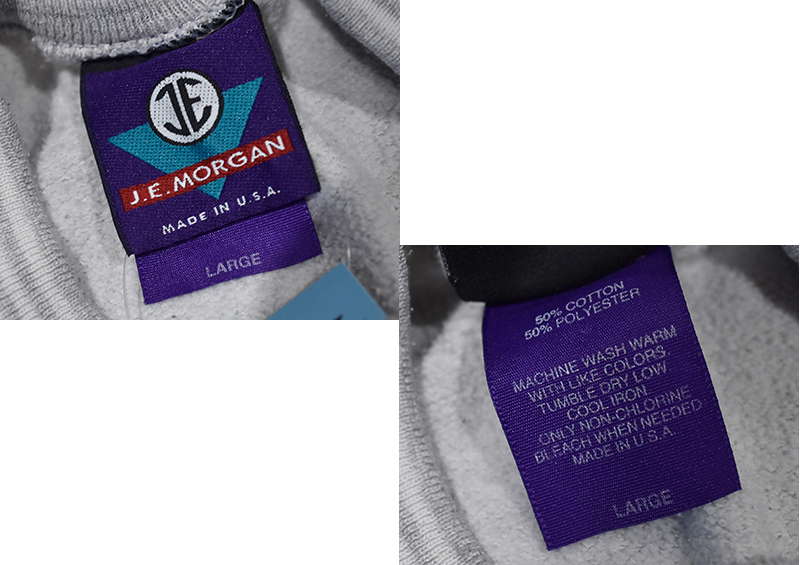 JE
J.E.MORGAN
MADE IN U.S.A.
LARGE
50% COTTON
50% POLYESTER
MACHINE WASH WARM
WITH LIKE COLORS.
TUMBLE DRY LOW
COOL IRON
ONLY NON-CHLORINE
BLEACH WHEN NEEDED
MADE IN U.S.A.
LARGE